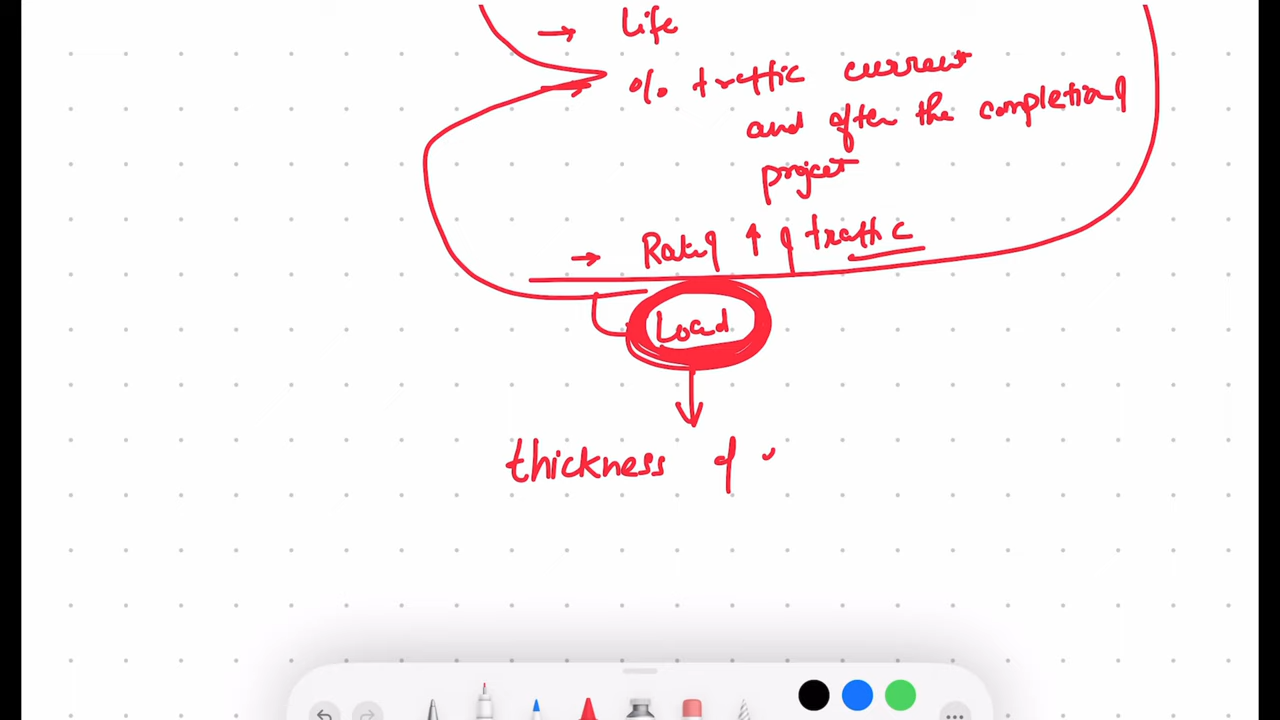 → Life
→ % traffic current
and after the completion of
project
→ Rate of ↑ of traffic
Load
thickness of